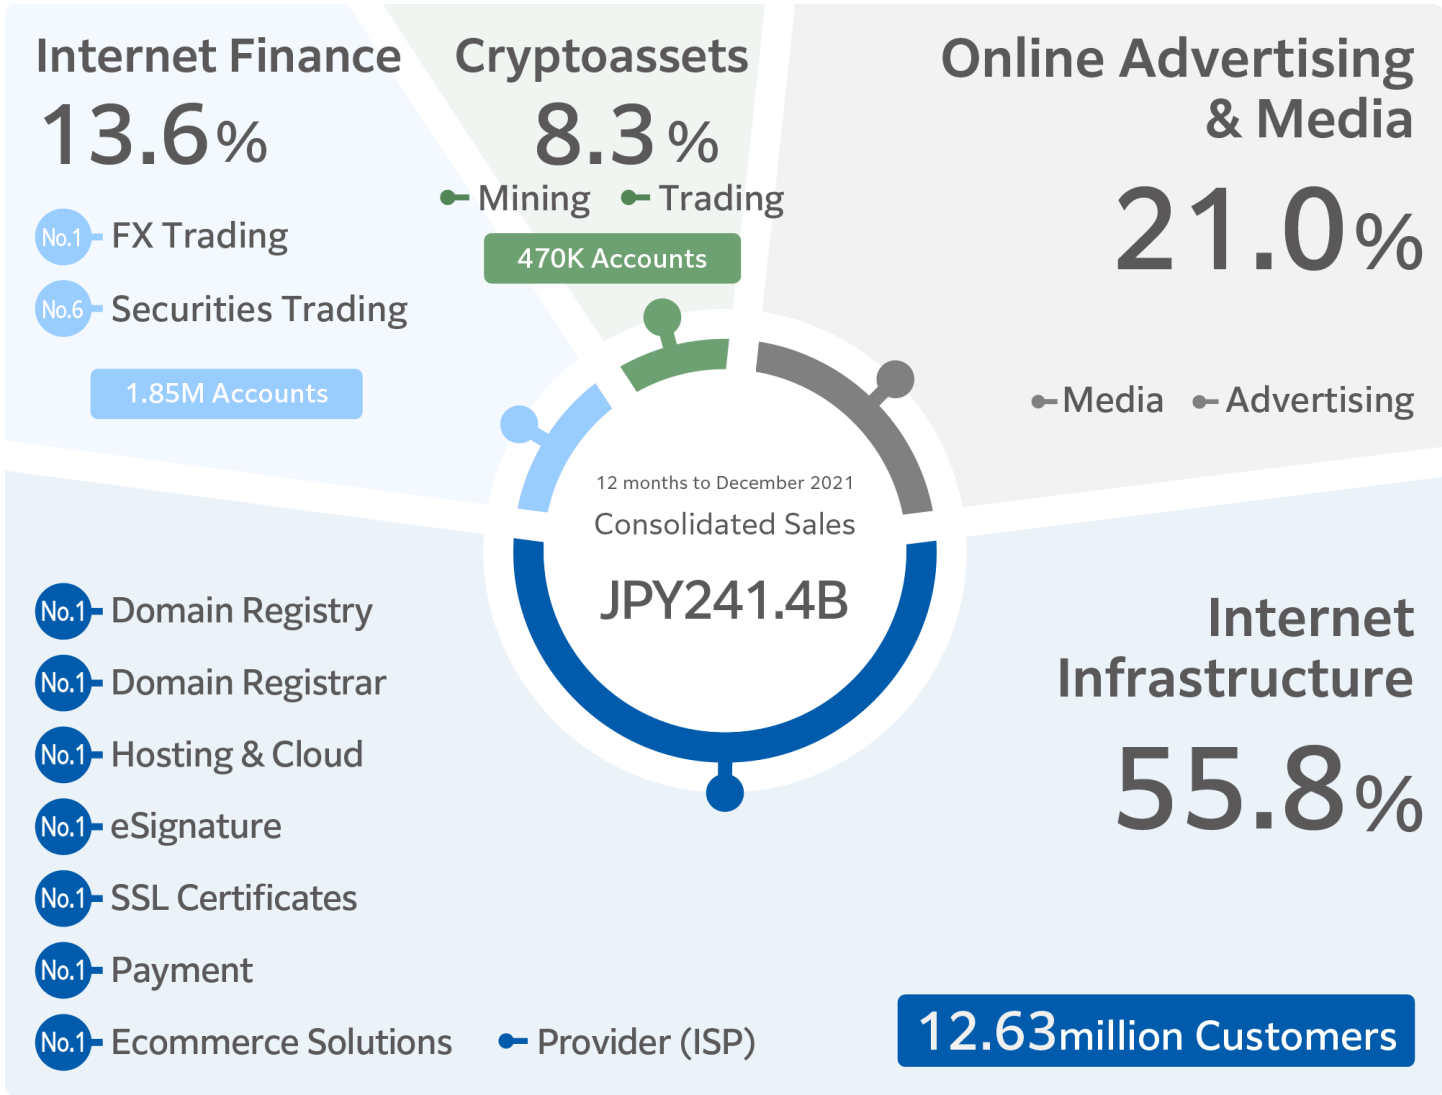 Internet Finance
13.6%
No.1 FX Trading
No.6 Securities Trading
1.85M Accounts
Cryptoassets
8.3%
Mining Trading
470K Accounts
Online Advertising
& Media
21.0%
Media Advertising
12 months to December 2021
Consolidated Sales
JPY241.4B
No.1 Domain Registry
No.1 Domain Registrar
No.1 Hosting & Cloud
No.1 eSignature
No.1 SSL Certificates
No.1 Payment
No.1 Ecommerce Solutions Provider (ISP)
Internet
Infrastructure
55.8%
12.63million Customers